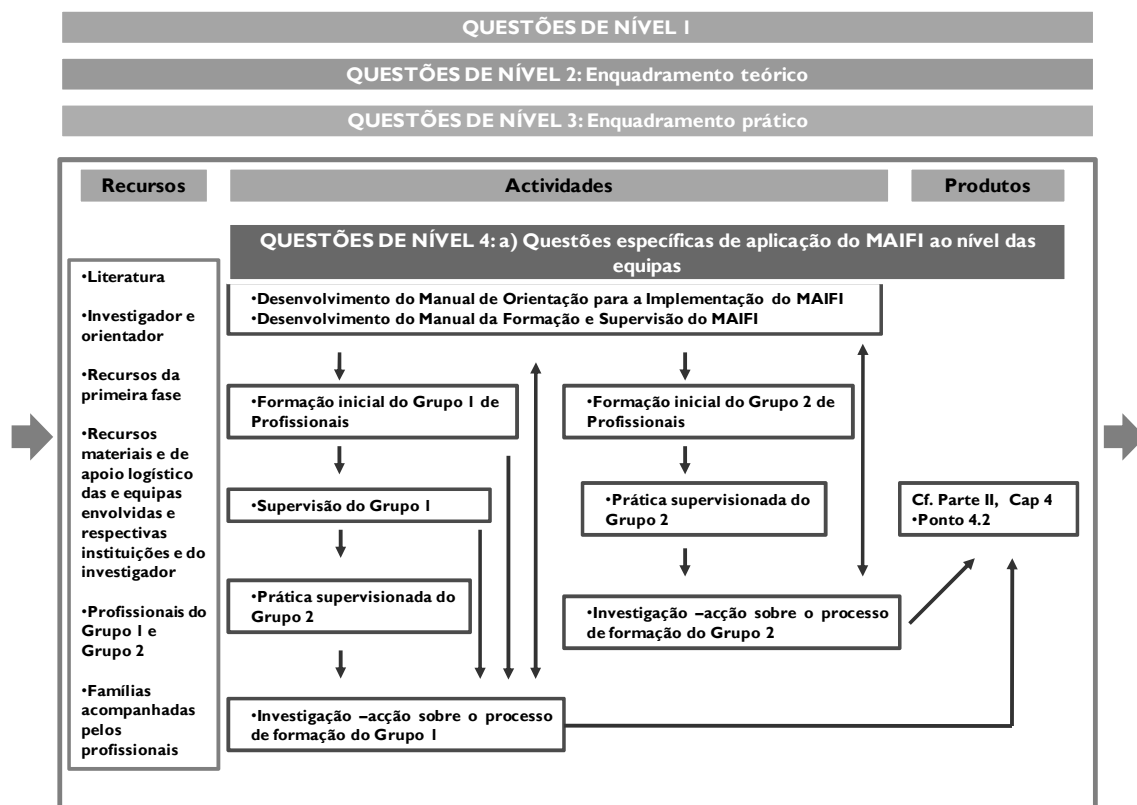 QUESTÕES DE NÍVEL 1
QUESTÕES DE NÍVEL 2: Enquadramento teórico
QUESTÕES DE NÍVEL 3: Enquadramento prático
Recursos
Actividades
Produtos
QUESTÕES DE NÍVEL 4: a) Questões específicas de aplicação do MAIFI ao nível das
equipas
•Literatura
•Investigador e
orientador
•Recursos da
primeira fase
•Recursos
materiais e de
apoio logístico
das e equipas
envolvidas e
respectivas
instituições e do
investigador
•Profissionais do
Grupo 1 e
Grupo 2
•Famílias
acompanhadas
pelos
profissionais
•Desenvolvimento do Manual de Orientação para a Implementação do MAIFI
•Desenvolvimento do Manual da Formação e Supervisão do MAIFI
•Formação inicial do Grupo 1 de
Profissionais
•Supervisão do Grupo 1
•Prática supervisionada do
Grupo 2
•Investigação –acção sobre o processo
de formação do Grupo 1
•Formação inicial do Grupo 2 de
Profissionais
•Prática supervisionada do
Grupo 2
•Investigação –acção sobre o processo
de formação do Grupo 2
Cf. Parte II, Cap 4
•Ponto 4.2